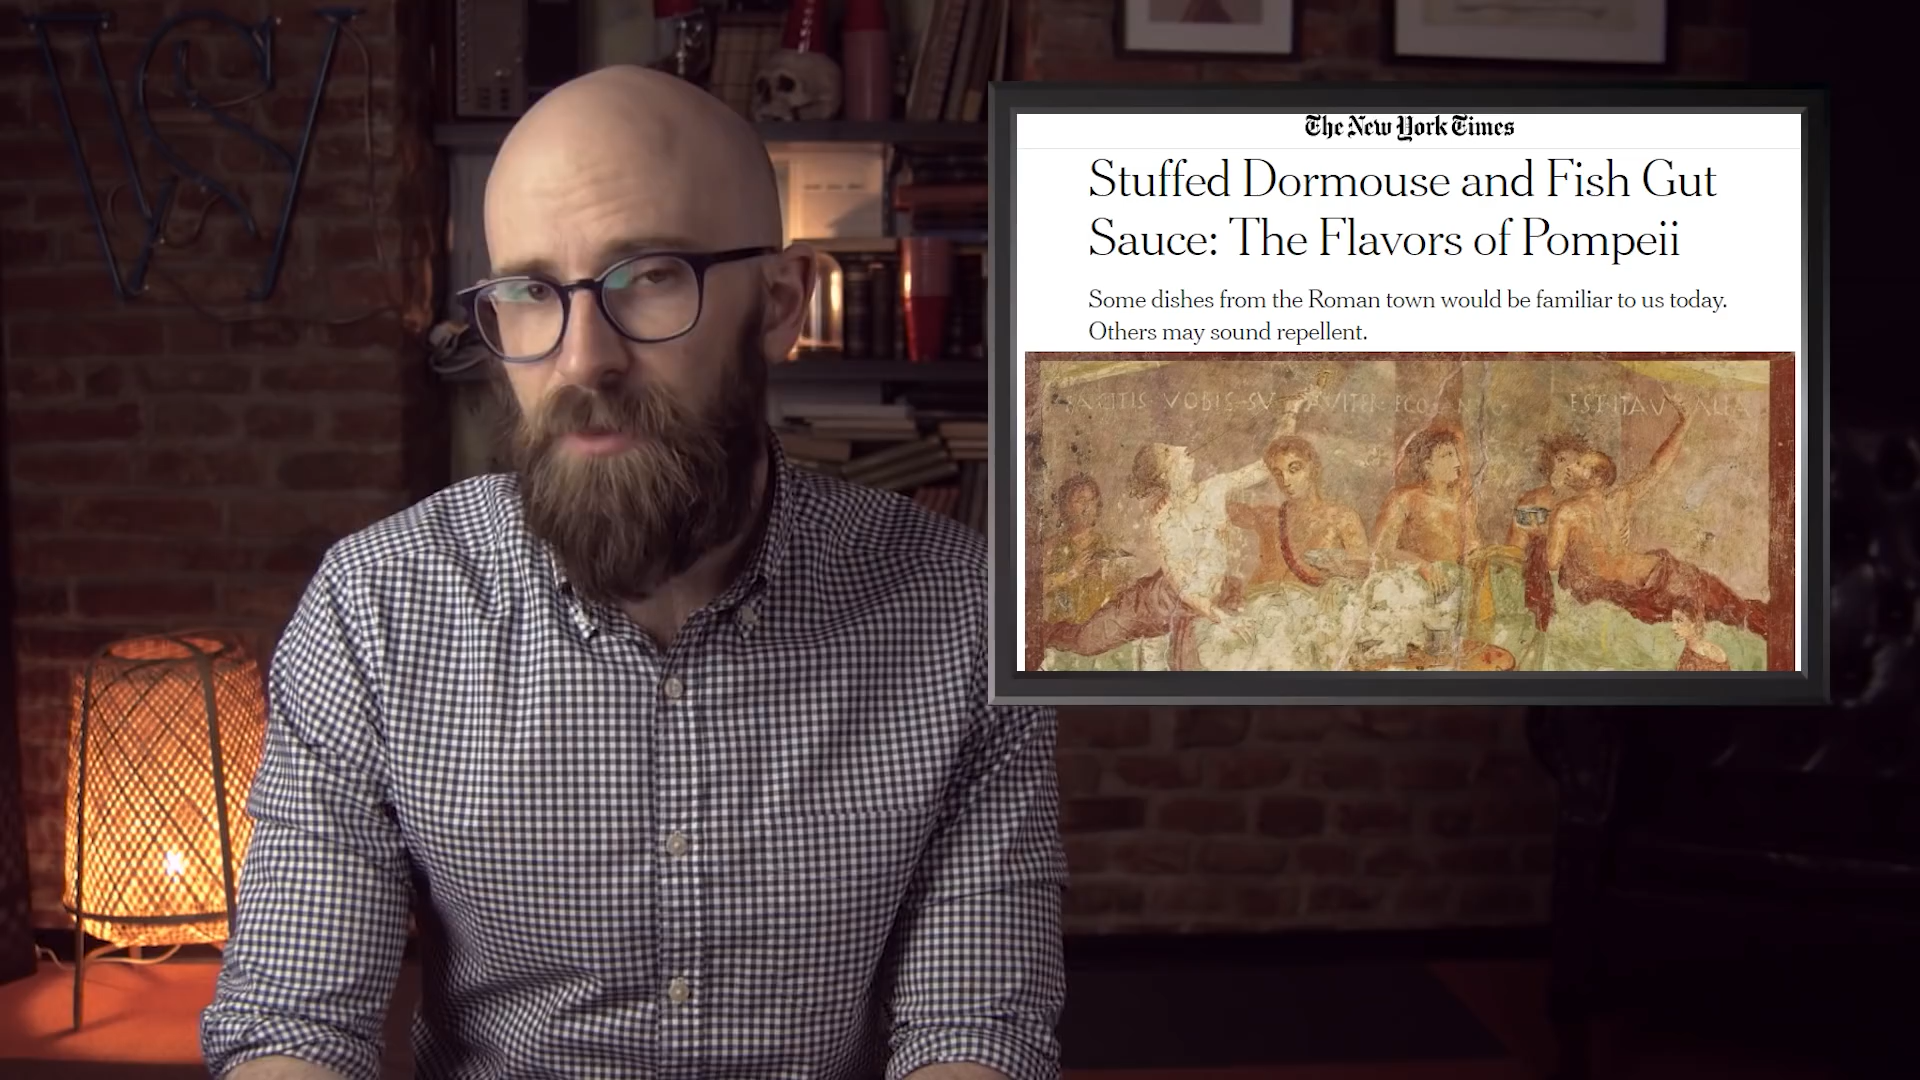 VS
The New York Times
Stuffed Dormouse and Fish Gut
Sauce: The Flavors of Pompeii
Some dishes from the Roman town would be familiar to us today.
Others may sound repellent.
VOBIS